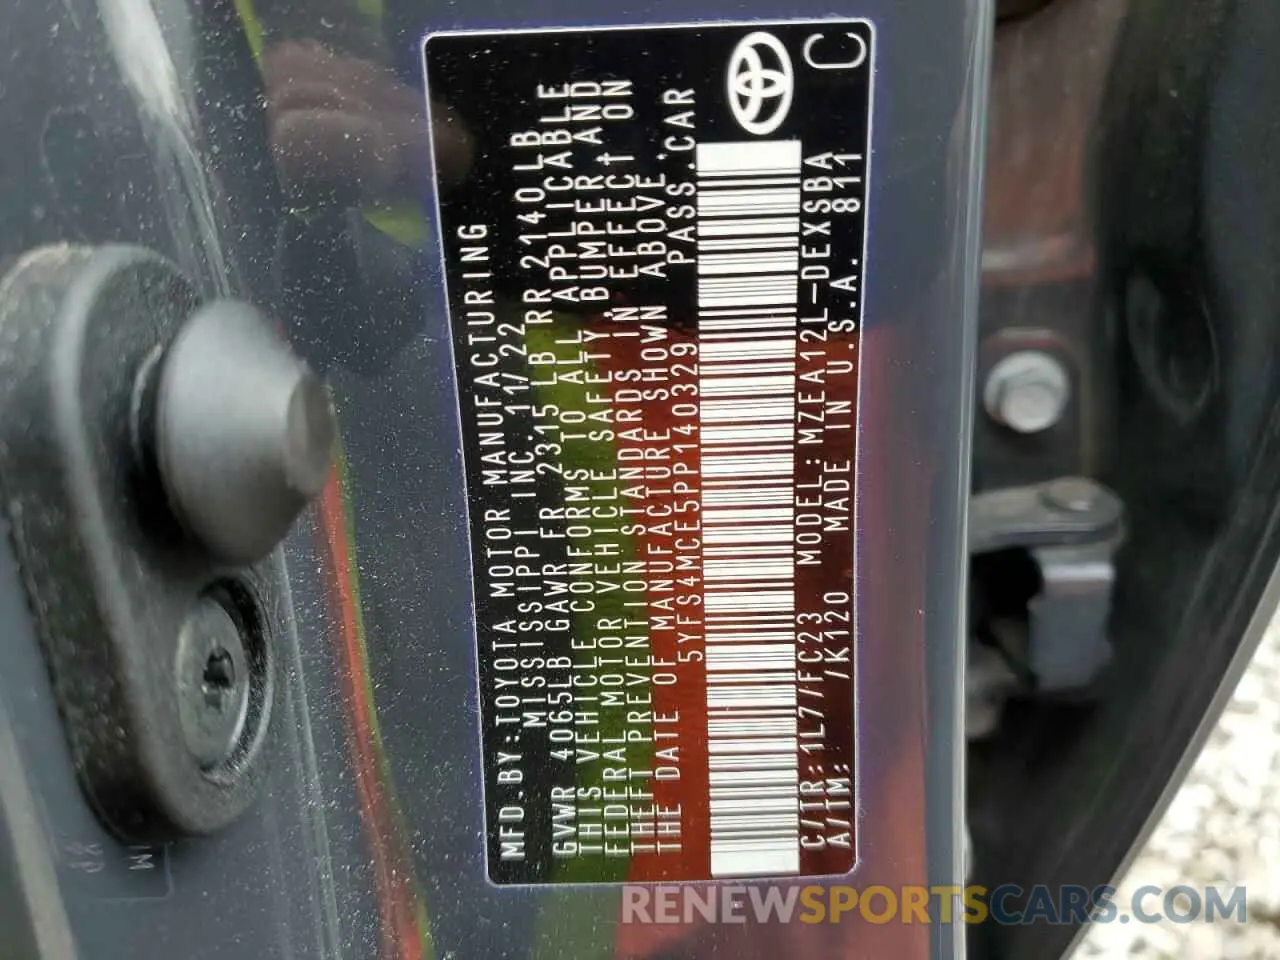 MFD.BY:TOYOTA MOTOR MANUFACTURING
MISSISSIPPI INC. 11/22
GVWR 4065LB GAWR FR 2315LB RR 2140LB
THIS VEHICLE CONFORMS TO ALL APPLICABLE
FEDERAL MOTOR VEHICLE SAFETY, BUMPER, AND
THEFT PREVENTION STANDARDS IN EFFECT ON
THE DATE OF MANUFACTURE SHOWN ABOVE.
5YFS4MCE5PP140329 PASS.CAR
C/TR:1L7/FC23 MODEL:MZEA12L-DEXSBA
A/TM: /K120 MADE IN U.S.A. 811
C
RENEWSPORTSCARS.COM